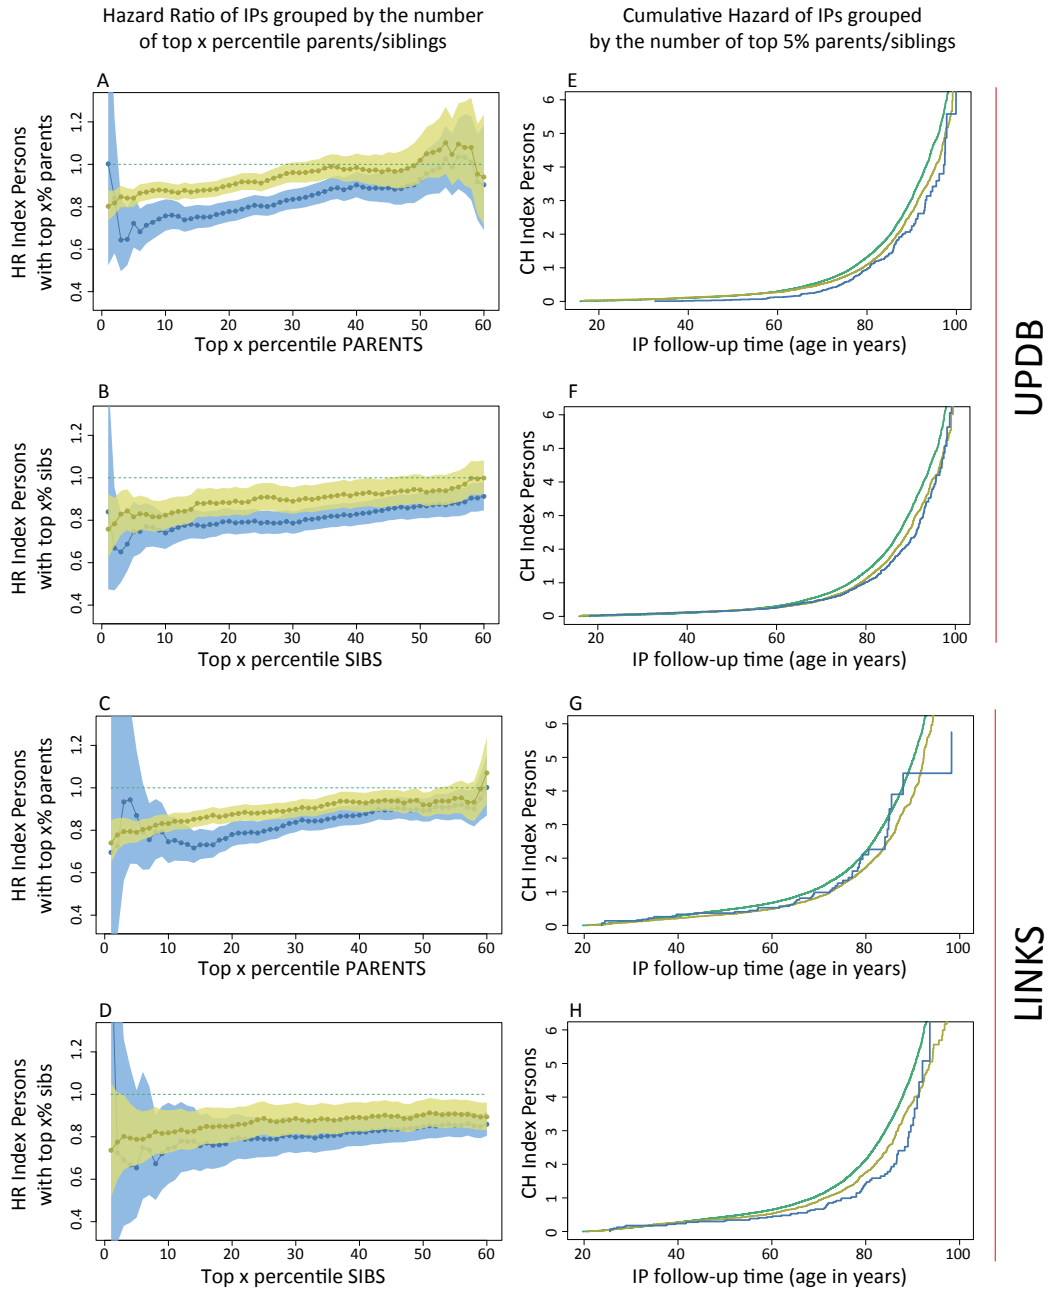 Hazard Ratio of IPs grouped by the number
of top x percentile parents/siblings
Cumulative Hazard of IPs grouped
by the number of top 5% parents/siblings
A
HR Index Persons
with top x% parents
0.4 0.6 0.8 1.0 1.2
0 10 20 30 40 50 60
Top x percentile PARENTS
E
CH Index Persons
0 1 2 3 4 5 6
20 40 60 80 100
IP follow-up time (age in years)
B
HR Index Persons
with top x% sibs
0.4 0.6 0.8 1.0 1.2
0 10 20 30 40 50 60
Top x percentile SIBS
F
CH Index Persons
0 1 2 3 4 5 6
20 40 60 80 100
IP follow-up time (age in years)
UPDB
C
HR Index Persons
with top x% parents
0.4 0.6 0.8 1.0 1.2
0 10 20 30 40 50 60
Top x percentile PARENTS
G
CH Index Persons
0 1 2 3 4 5 6
20 40 60 80 100
IP follow-up time (age in years)
D
HR Index Persons
with top x% sibs
0.4 0.6 0.8 1.0 1.2
0 10 20 30 40 50 60
Top x percentile SIBS
H
CH Index Persons
0 1 2 3 4 5 6
20 40 60 80 100
IP follow-up time (age in years)
LINKS